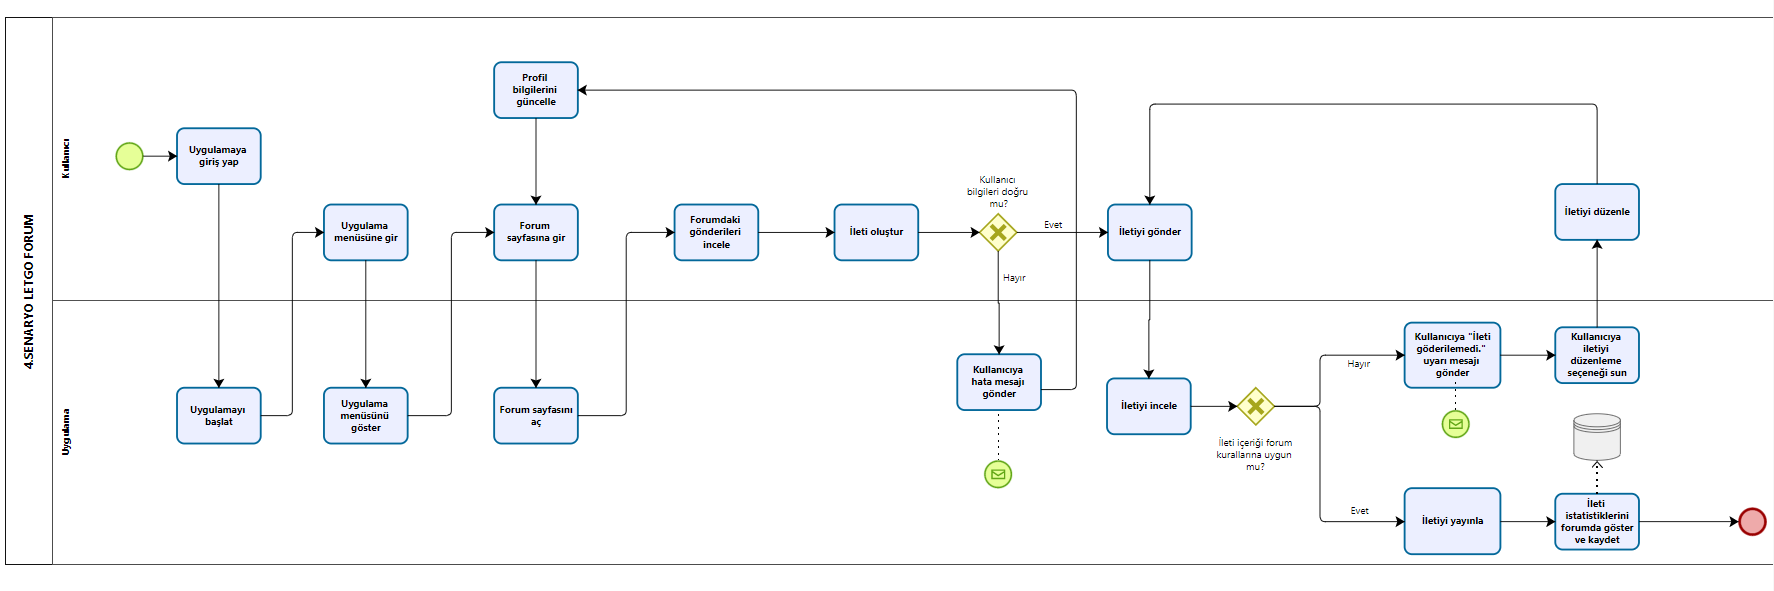 4.SENARYO LETGO FORUM
Kullanıcı
Uygulamaya
giriş yap
Uygulama
menüsüne gir
Profil
bilgilerini
güncelle
Forum
sayfasına gir
Forumdaki
gönderileri
incele
İleti oluştur
Kullanıcı
bilgileri doğru
mu?
Evet
Hayır
İletiyi gönder
İletiyi düzenle
Uygulama
Uygulamayı
başlat
Uygulama
menüsünü
göster
Forum sayfasını
aç
Kullanıcıya
hata mesajı
gönder
İletiyi incele
İleti içeriği forum
kurallarına uygun
mu?
Hayır
Kullanıcıya "İleti
göderilemedi."
uyarı mesajı
gönder
Kullanıcıya
iletiyi
düzenleme
seçeneği sun
Evet
İletiyi yayınla
İleti
istatistiklerini
forumda göster
ve kaydet